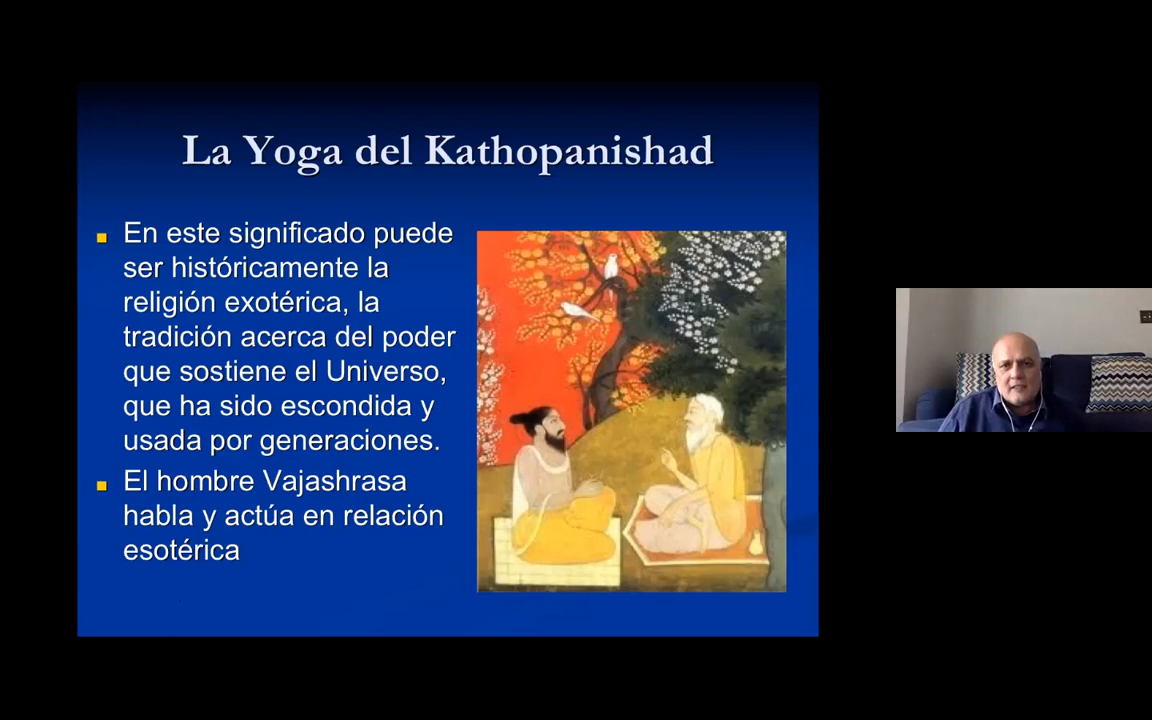 La Yoga del Kathopanishad
En este significado puede
ser históricamente la
religión exotérica, la
tradición acerca del poder
que sostiene el Universo,
que ha sido escondida y
usada por generaciones.
El hombre Vajashrasa
habla y actúa en relación
esotérica